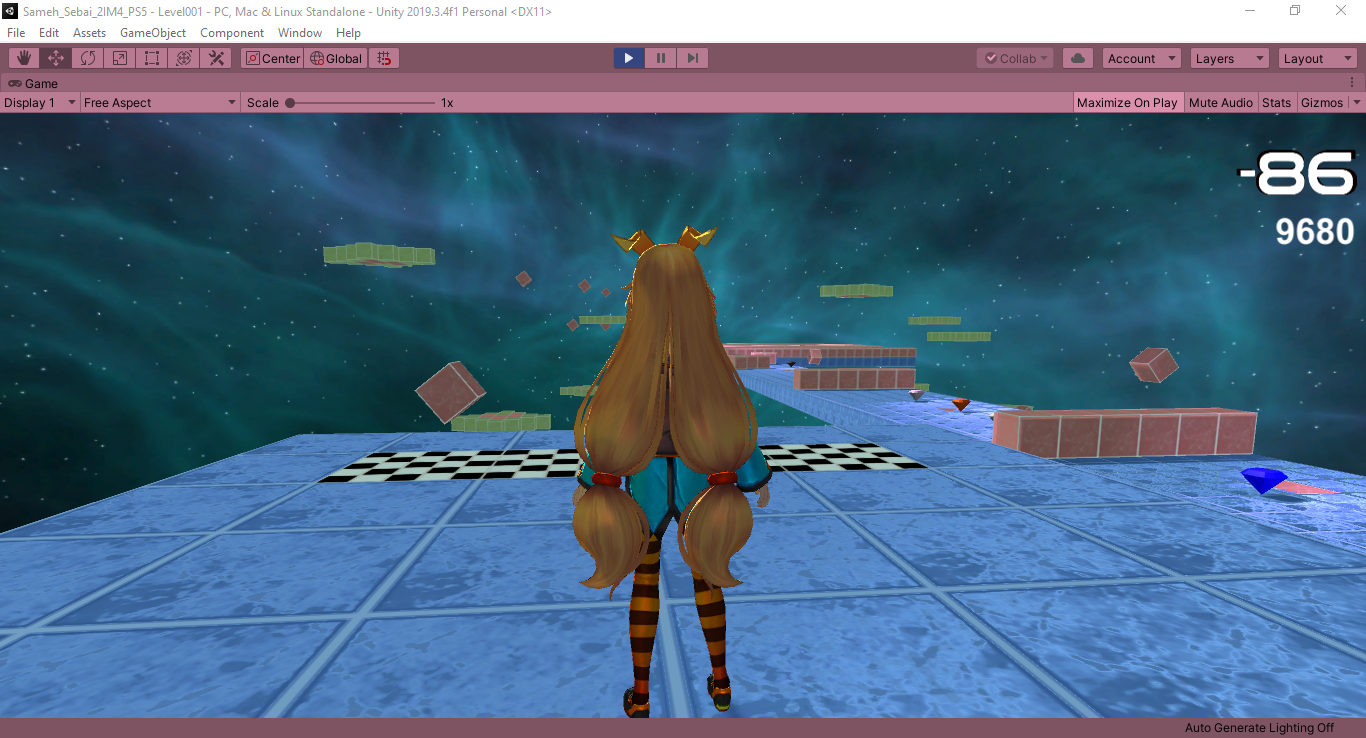 Sameh_Sebai_2IM4_PS5 - Level001 - PC, Mac & Linux Standalone - Unity 2019.3.4f1 Personal <DX11>
File Edit Assets GameObject Component Window Help
Center Global Collab Account Layers Layout
Game
Display 1 Free Aspect Scale 1x Maximize On Play Mute Audio Stats Gizmos
-86
9680
Auto Generate Lighting Off